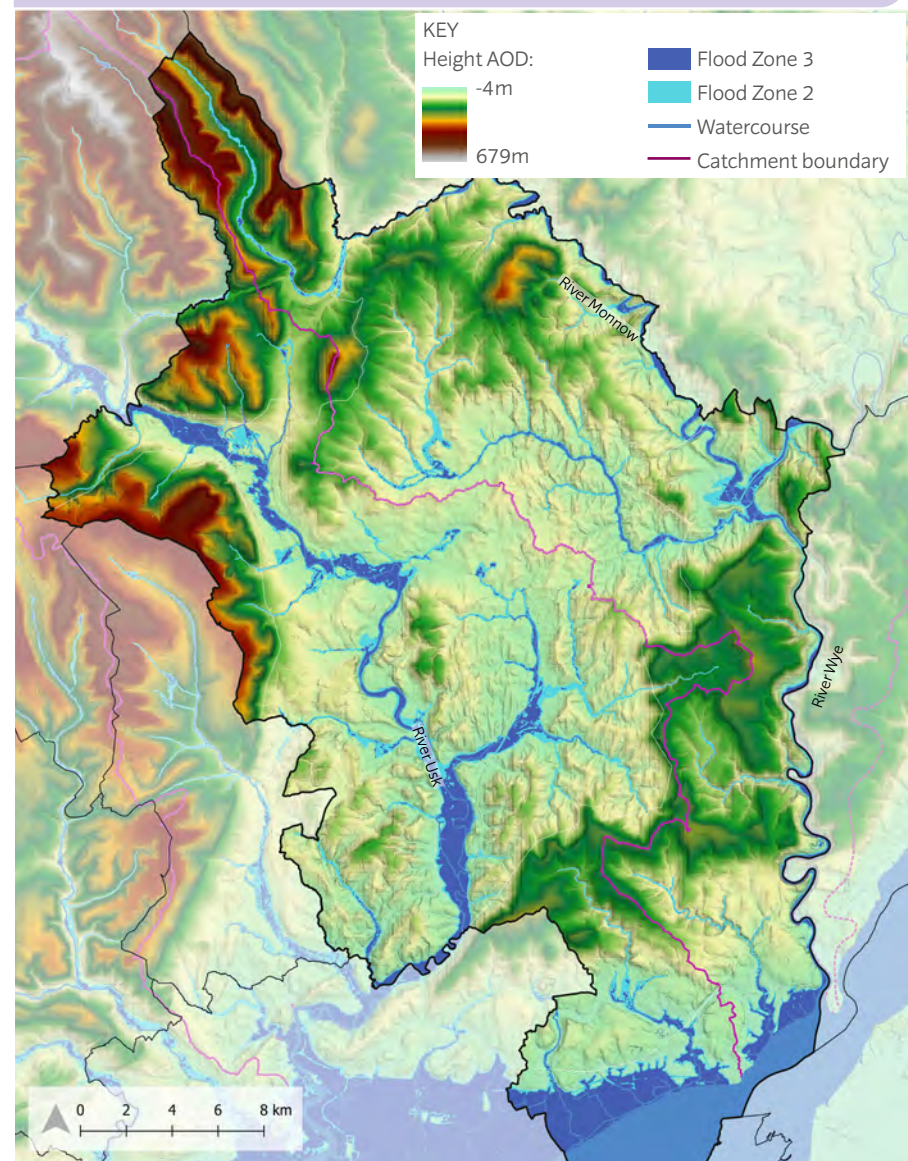 KEY
Height AOD:
-4m
679m
Flood Zone 3
Flood Zone 2
Watercourse
Catchment boundary
River Monnow
River Wye
River Usk
0 2 4 6 8 km